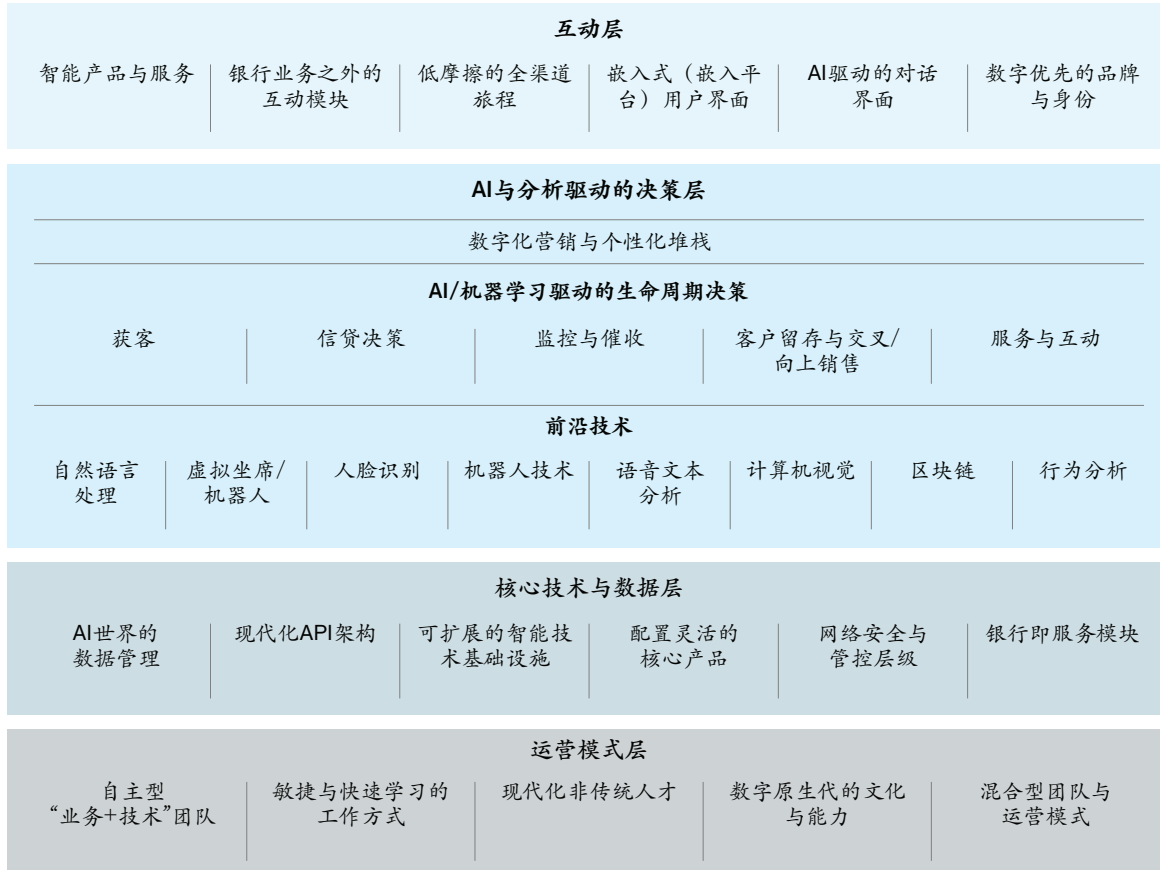 互动层
智能产品与服务
银行业务之外的
互动模块
低摩擦的全渠道
旅程
嵌入式（嵌入平
台）用户界面
AI驱动的对话
界面
数字优先的品牌
与身份
AI与分析驱动的决策层
数字化营销与个性化堆栈
AI/机器学习驱动的生命周期决策
获客
信贷决策
监控与催收
客户留存与交叉/
向上销售
服务与互动
前沿技术
自然语言
处理
虚拟坐席/
机器人
人脸识别
机器人技术
语音文本
分析
计算机视觉
区块链
行为分析
核心技术与数据层
AI世界的
数据管理
现代化API架构
可扩展的智能技
术基础设施
配置灵活的
核心产品
网络安全与
管控层级
银行即服务模块
运营模式层
自主型
“业务+技术”团队
敏捷与快速学习的
工作方式
现代化非传统人才
数字原生代的文化
与能力
混合型团队与
运营模式